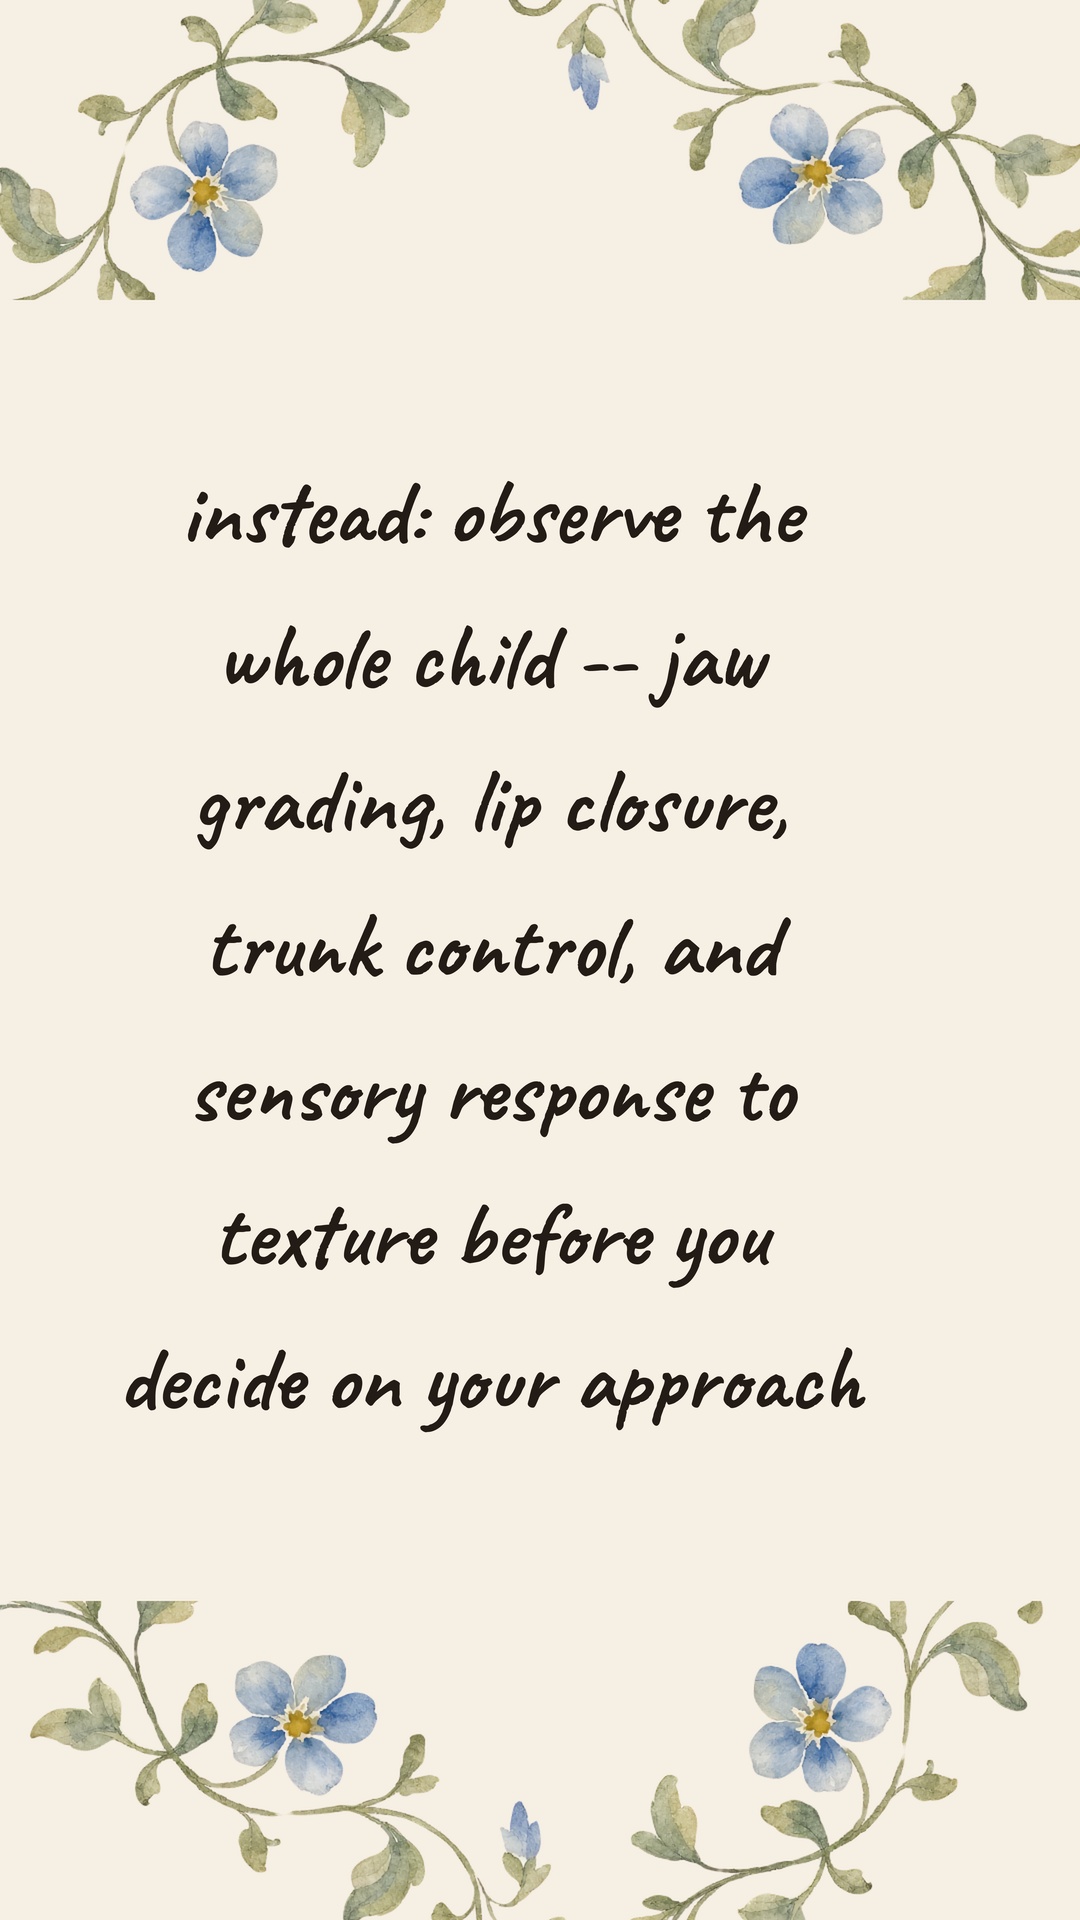 instead: observe the
whole child -- jaw
grading, lip closure,
trunk control, and
sensory response to
texture before you
decide on your approach